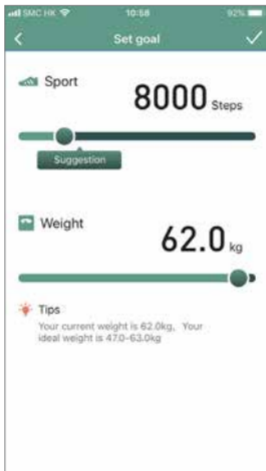 SMC HK 10:58 92%
Set goal
Sport
8000 Steps
Suggestion
Weight
62.0 kg
Tips
Your current weight is 62.0kg, Your
ideal weight is 47.0-63.0kg